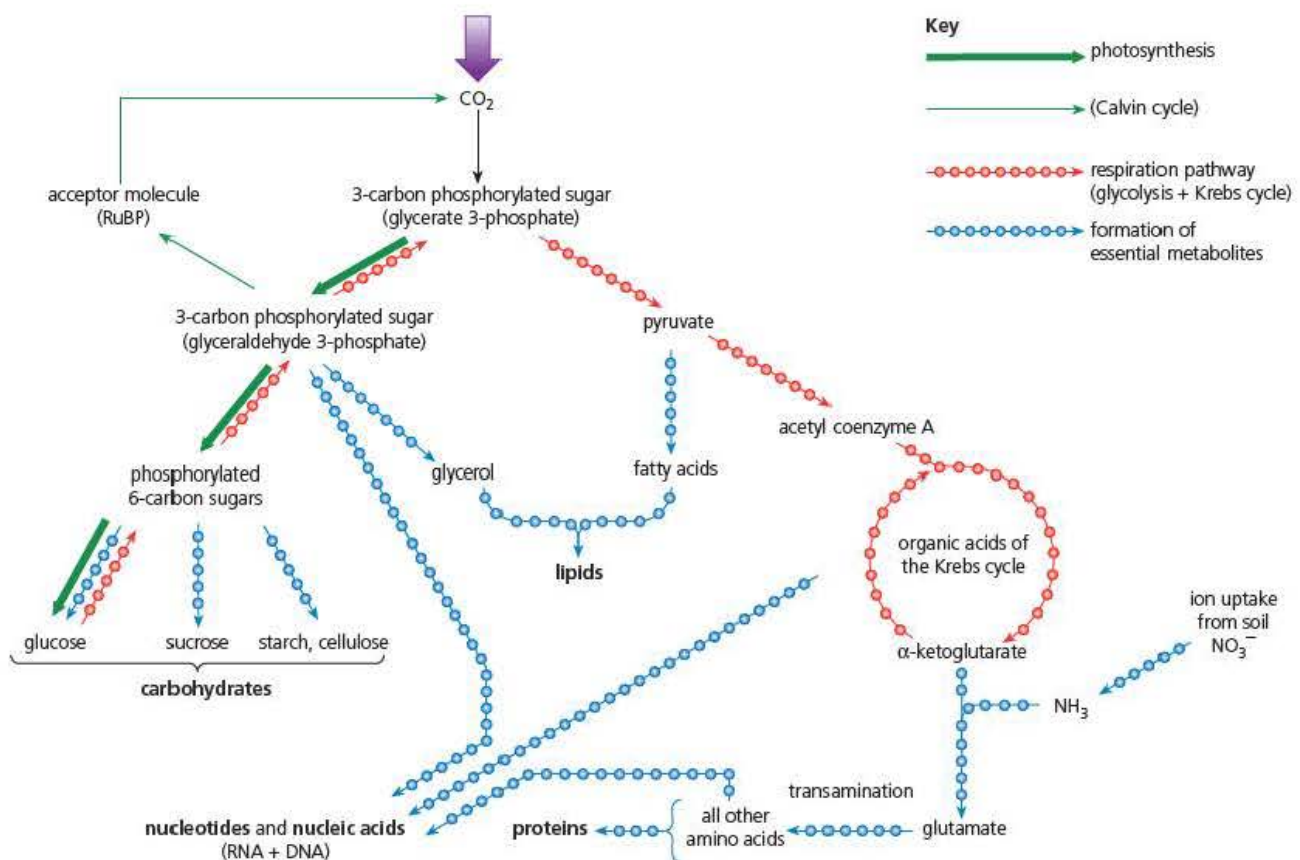 Key
photosynthesis
CO₂
(Calvin cycle)
respiration pathway
(glycolysis + Krebs cycle)
acceptor molecule
(RuBP)
3-carbon phosphorylated sugar
(glycerate 3-phosphate)
formation of
essential metabolites
3-carbon phosphorylated sugar
(glyceraldehyde 3-phosphate)
pyruvate
acetyl coenzyme A
phosphorylated
6-carbon sugars
glycerol
fatty acids
organic acids of
the Krebs cycle
lipids
ion uptake
from soil
NO₃⁻
glucose
sucrose
starch, cellulose
α-ketoglutarate
carbohydrates
NH₃
transamination
nucleotides and nucleic acids
(RNA + DNA)
proteins
all other
amino acids
glutamate